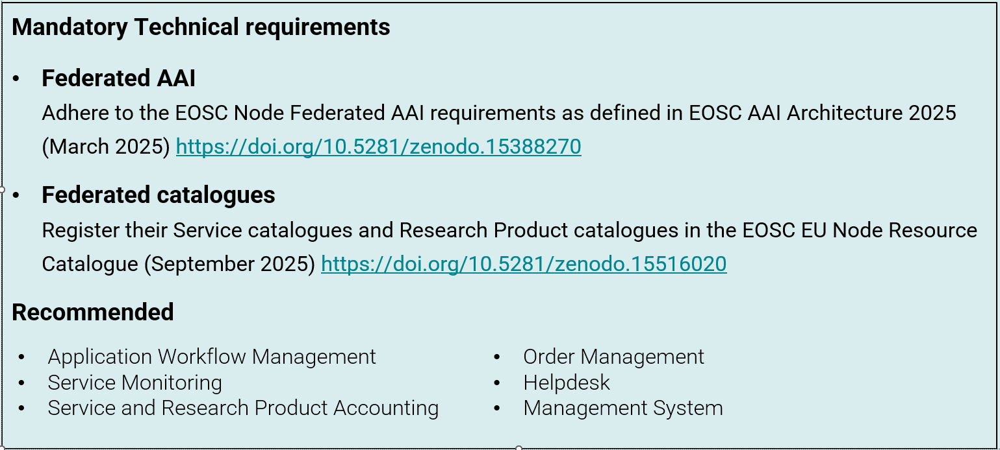 Mandatory Technical requirements
• Federated AAI
Adhere to the EOSC Node Federated AAI requirements as defined in EOSC AAI Architecture 2025
(March 2025) https://doi.org/10.5281/zenodo.15388270
• Federated catalogues
Register their Service catalogues and Research Product catalogues in the EOSC EU Node Resource
Catalogue (September 2025) https://doi.org/10.5281/zenodo.15516020
Recommended
• Application Workflow Management
• Service Monitoring
• Service and Research Product Accounting
• Order Management
• Helpdesk
• Management System